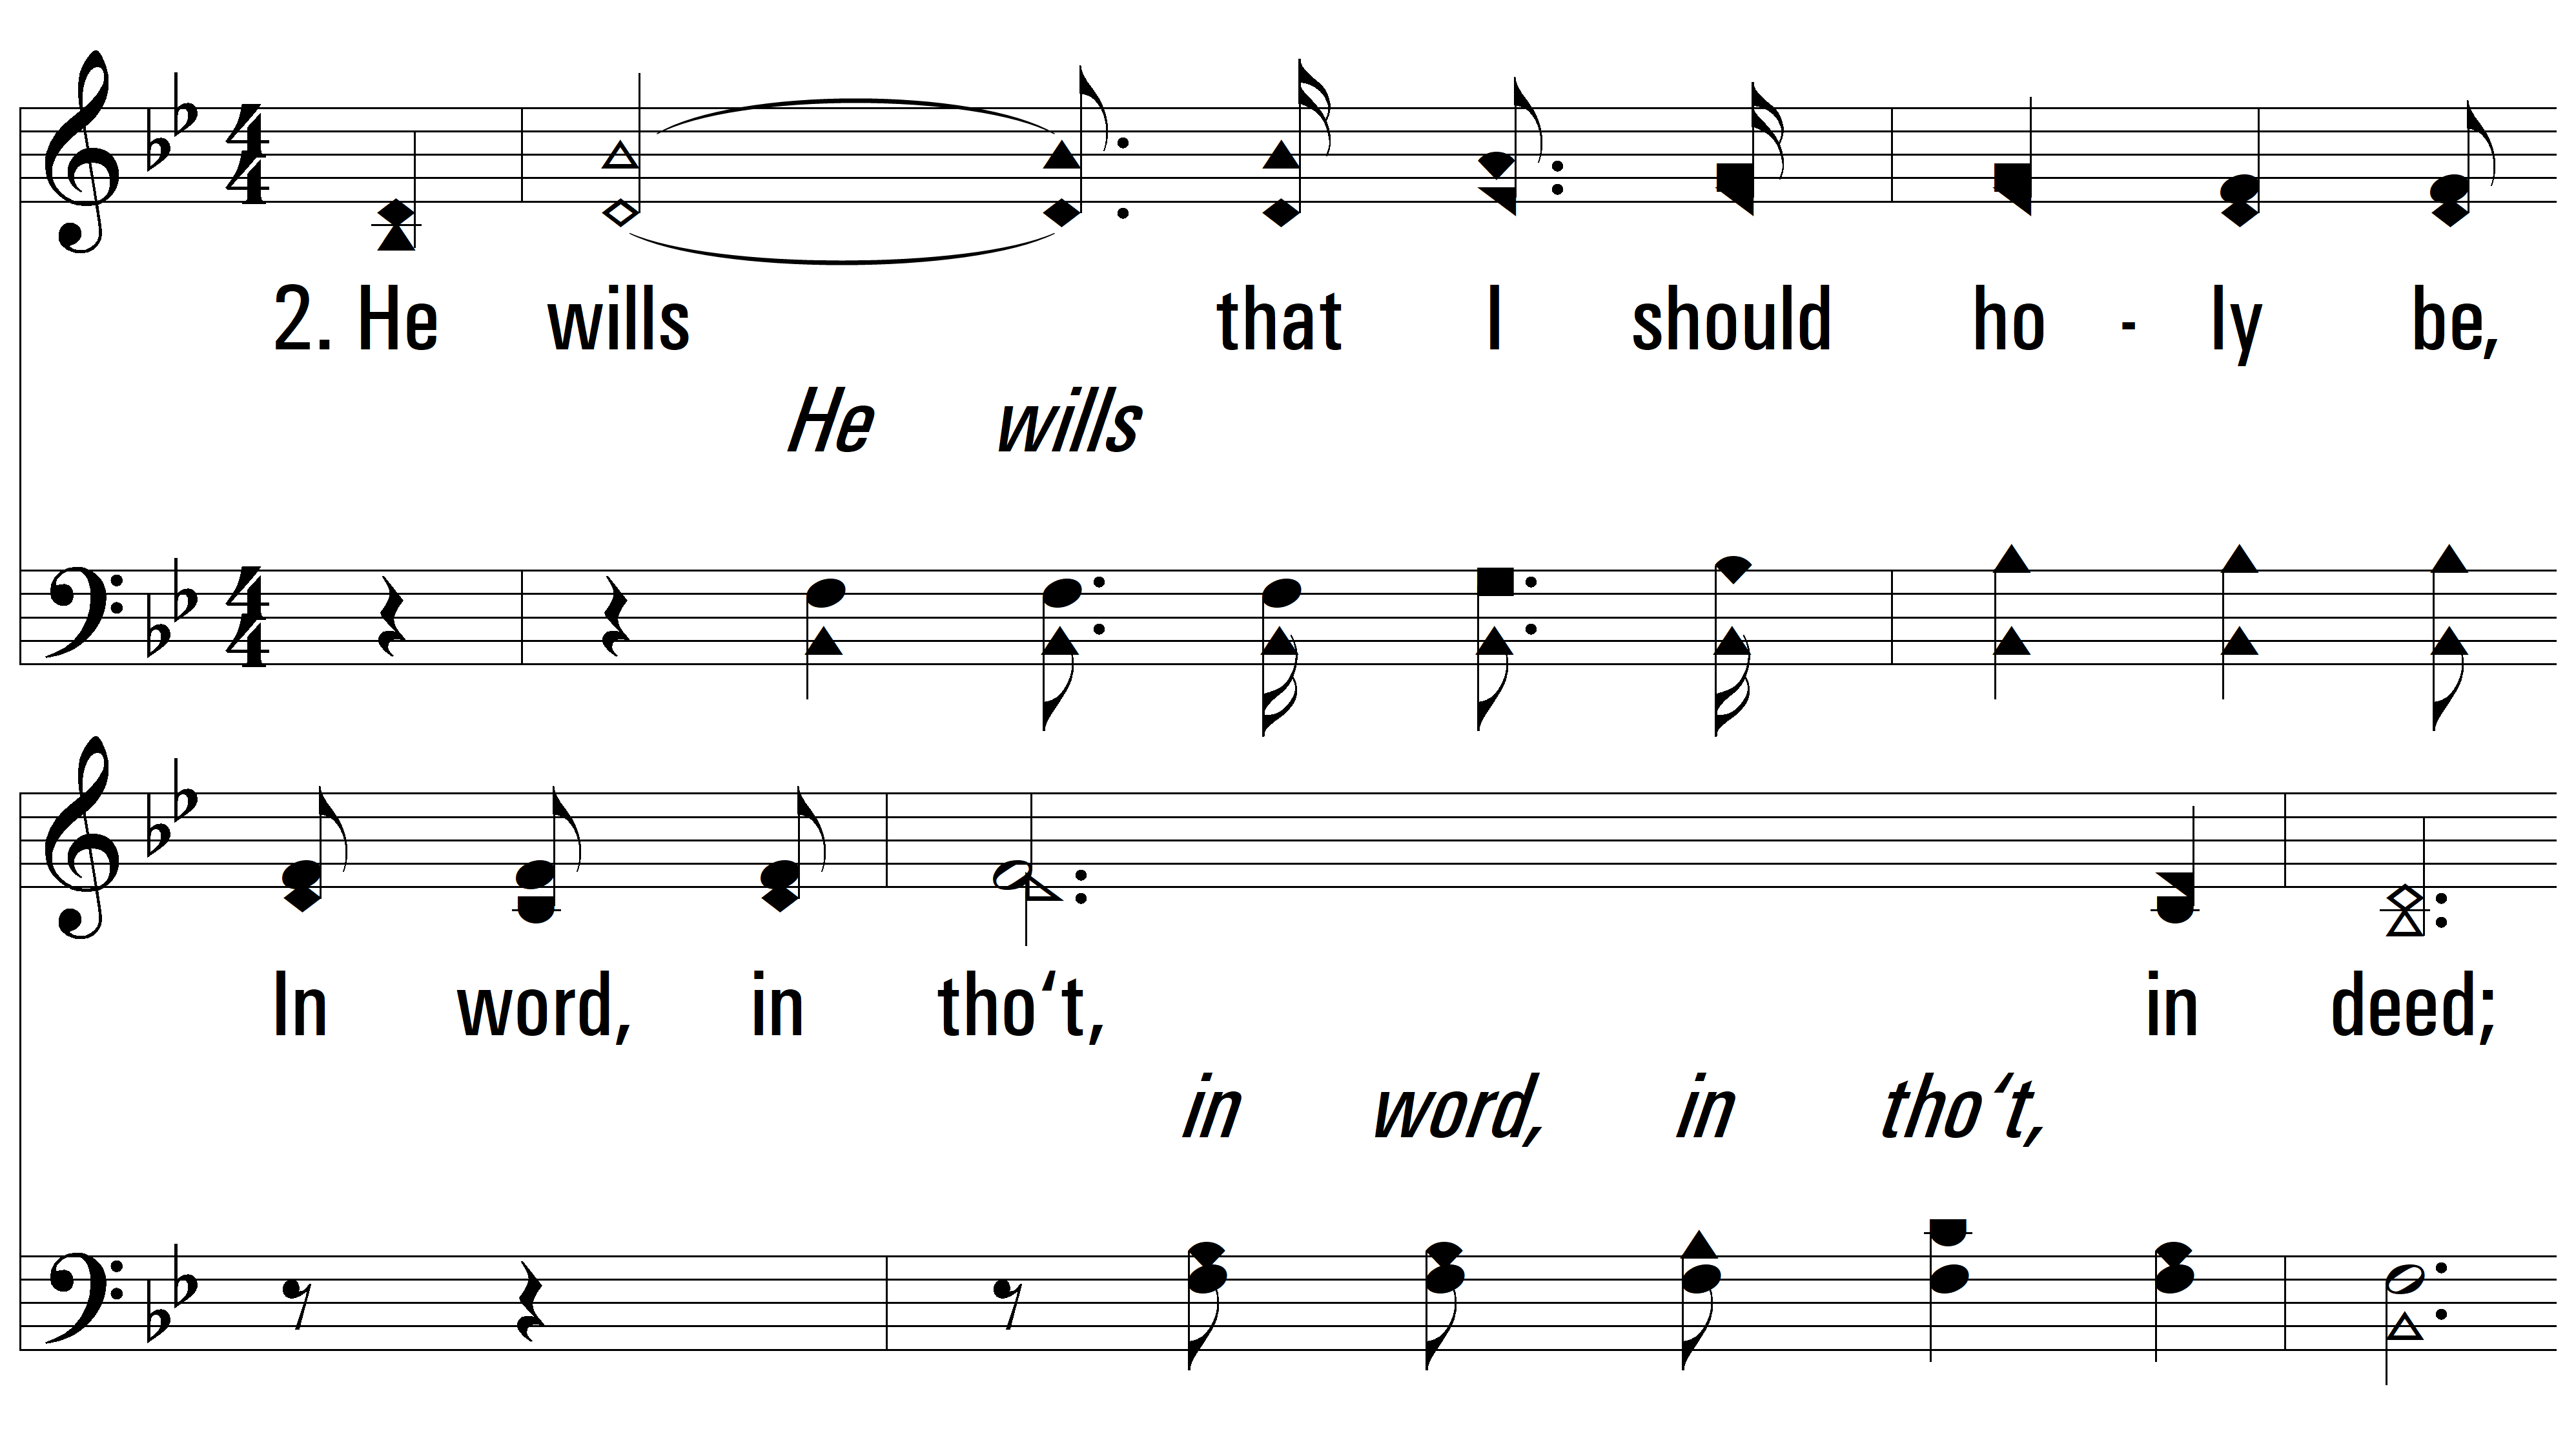 2. He wills that I should ho - ly be,
He wills
In word, in tho‘t, in deed;
in word, in tho‘t,